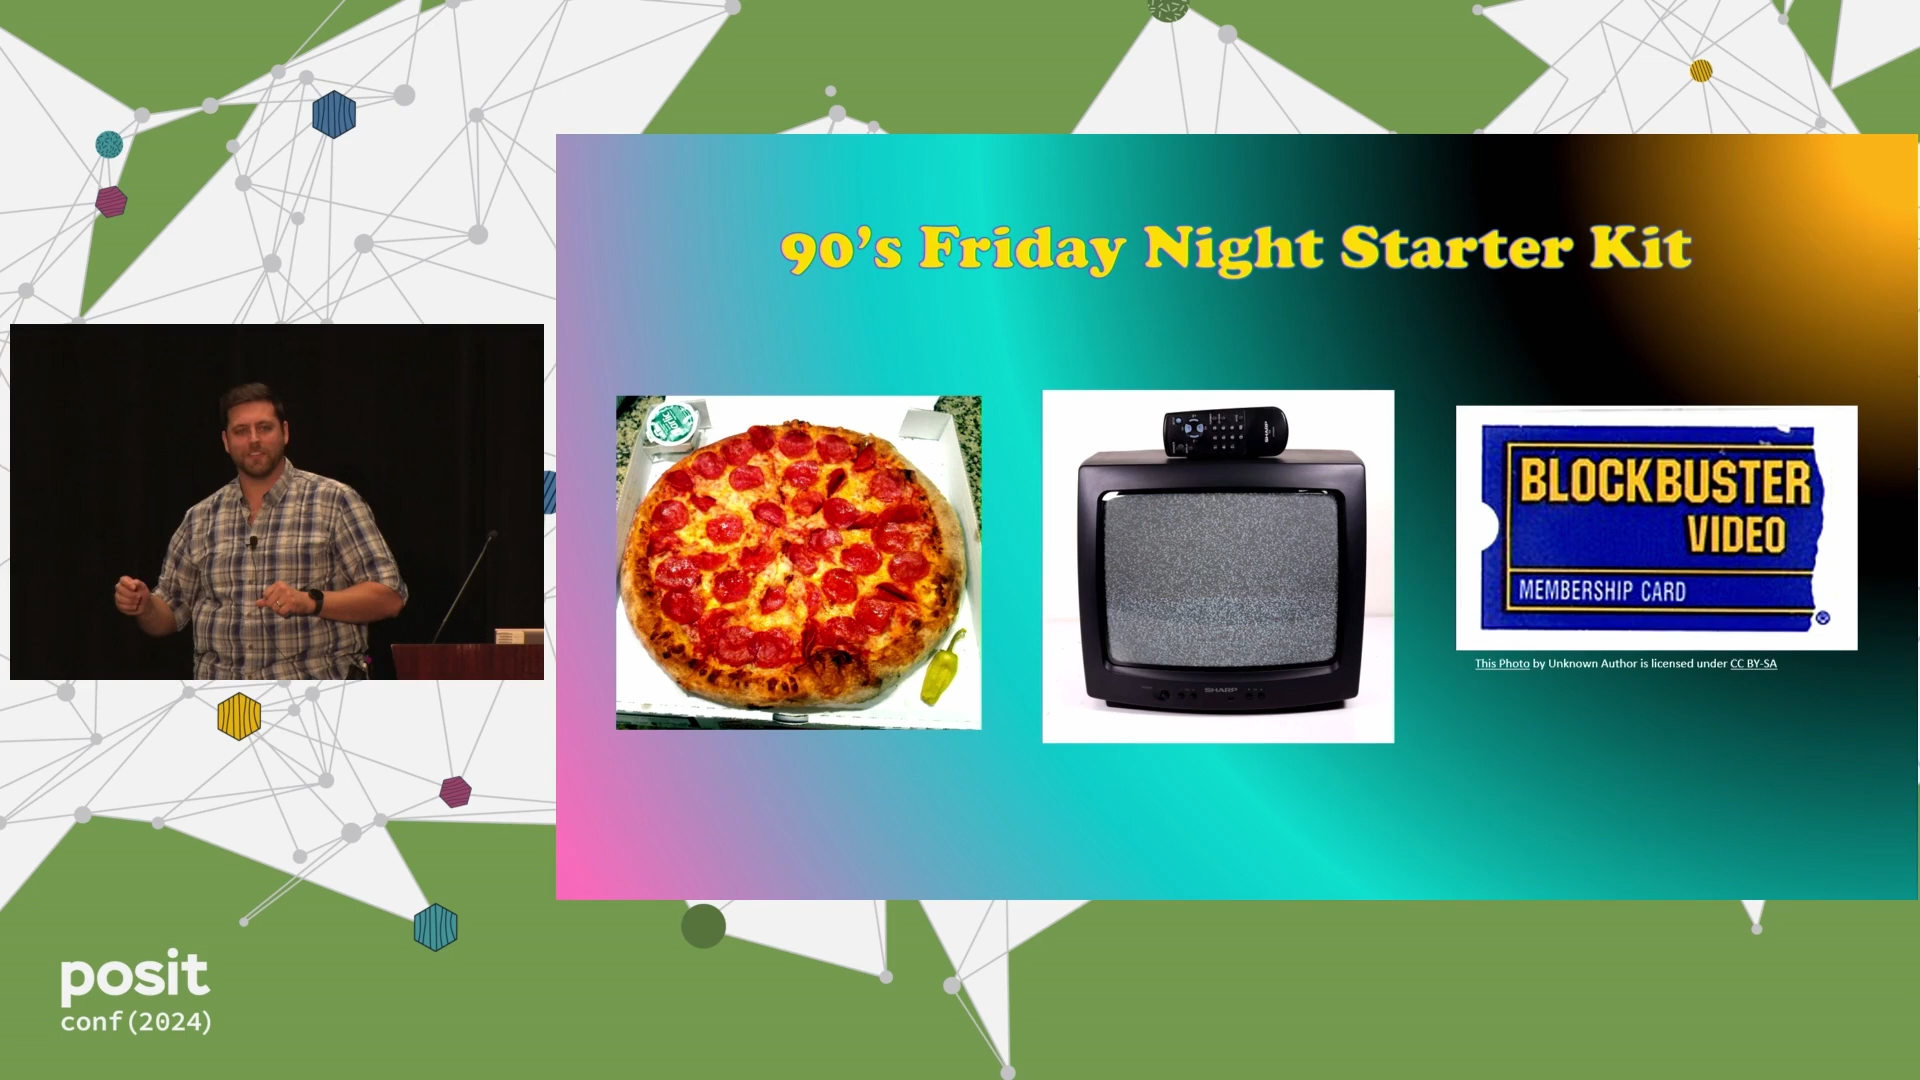 90's Friday Night Starter Kit
SHARP
SHARP
BLOCKBUSTER
VIDEO
MEMBERSHIP CARD
This Photo by Unknown Author is licensed under CC BY-SA
posit
conf(2024)